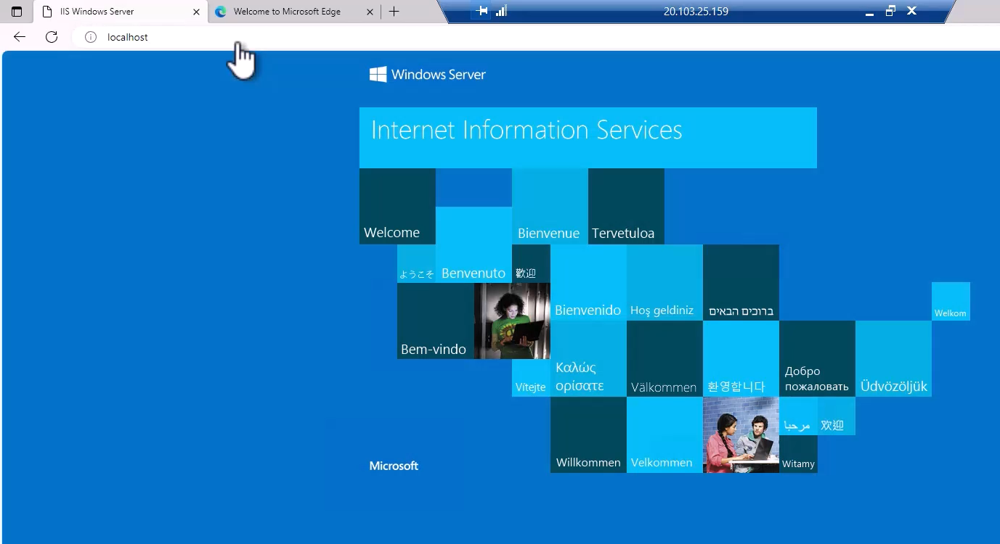 IIS Windows Server
Welcome to Microsoft Edge
20.103.25.159
localhost
Windows Server
Internet Information Services
Welcome
Bienvenue
Tervetuloa
ようこそ
Benvenuto
歡迎
Bienvenido
Hoş geldiniz
ברוכים הבאים
Welkom
Bem-vindo
Vítejte
Καλώς
ορίσατε
Välkommen
환영합니다
Добро
пожаловать
Üdvözöljük
مرحبا
欢迎
Willkommen
Velkommen
Witamy
Microsoft